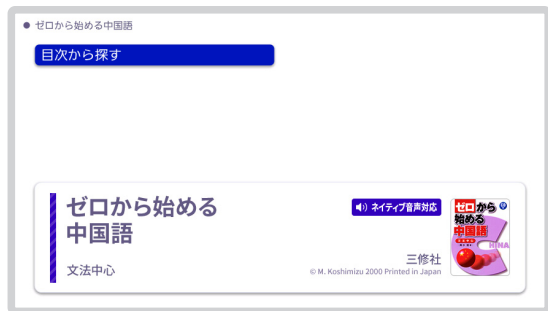 ゼロから始める中国語
目次から探す
ゼロから始める
中国語
文法中心
ネイティブ音声対応
三修社
© M. Koshimizu 2000 Printed in Japan
ゼロから
始める
中国語
HINA